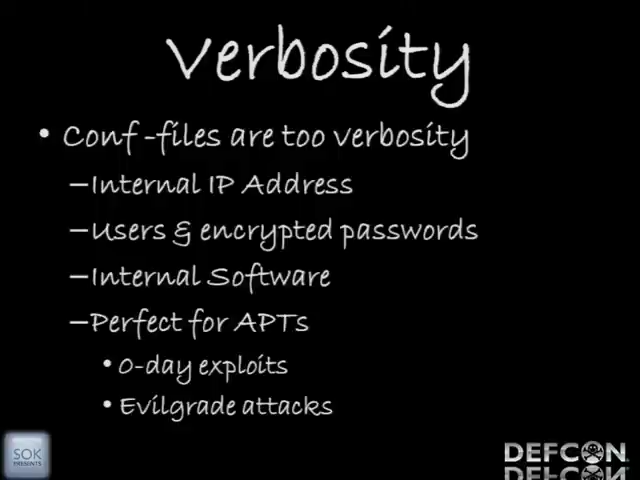 Verbosity
• Conf-files are too verbosity
–Internal IP Address
–Users & encrypted passwords
–Internal Software
–Perfect for APTs
• 0-day exploits
• Evilgrade attacks
SOK
PRESENTS
DEFCON